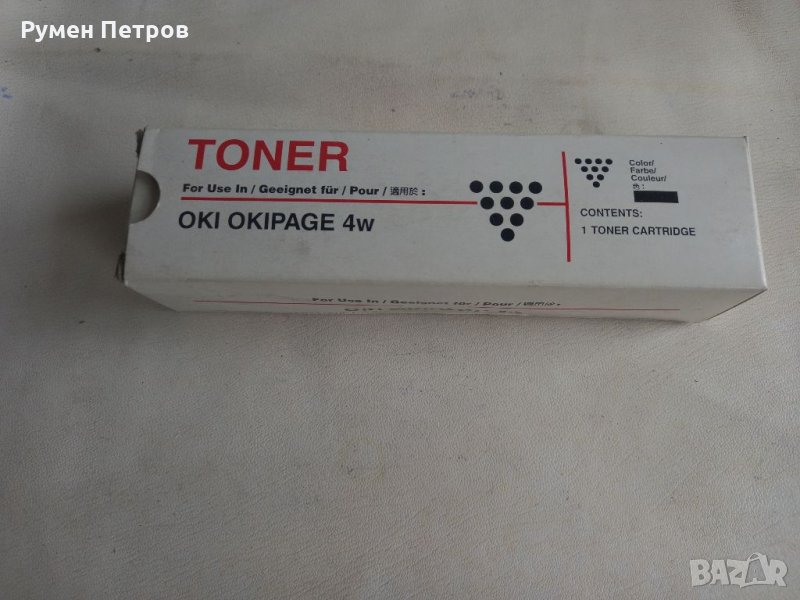 Румен Петров
TONER
For Use In / Geeignet für / Pour / 適用於 :
OKI OKIPAGE 4w
Color/
Farbe/
Couleur/
色 :
CONTENTS:
1 TONER CARTRIDGE
For Use In / Geeignet für / Pour / 適用於 :
BAZAR